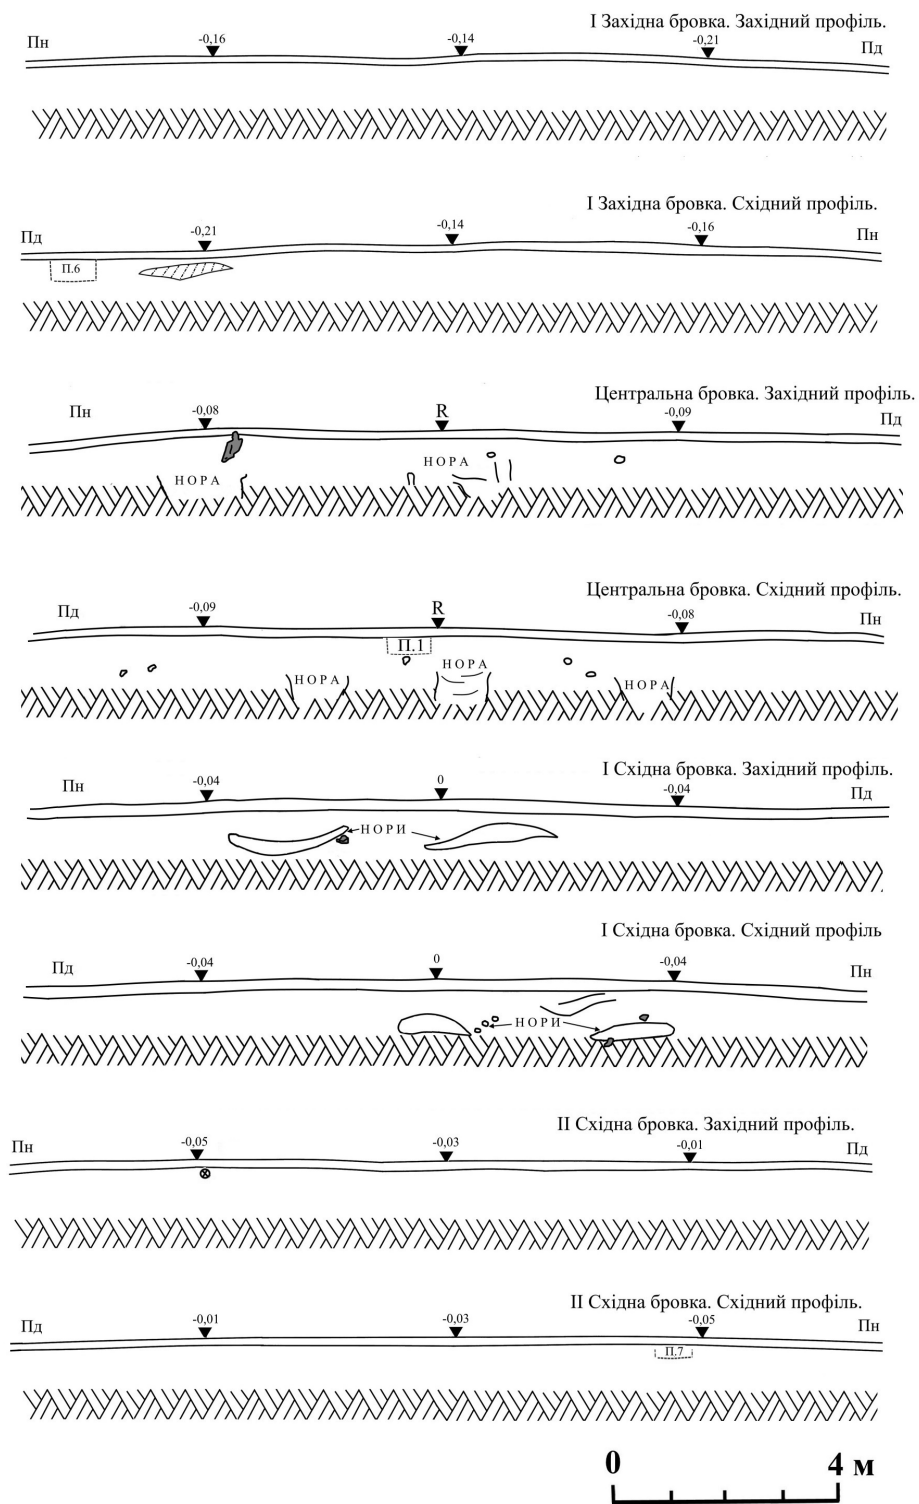 І Західна бровка. Західний профіль.
Пн -0,16 -0,14 -0,21 Пд
І Західна бровка. Східний профіль.
Пд -0,21 -0,14 -0,16 Пн
П.6
Центральна бровка. Західний профіль.
Пн -0,08 R -0,09 Пд
НОРА НОРА
Центральна бровка. Східний профіль.
Пд -0,09 R -0,08 Пн
П.1
НОРА НОРА НОРА
І Східна бровка. Західний профіль.
Пн -0,04 0 -0,04 Пд
НОРИ
І Східна бровка. Східний профіль
Пд -0,04 0 -0,04 Пн
НОРИ
ІІ Східна бровка. Західний профіль.
Пн -0,05 -0,03 -0,01 Пд
ІІ Східна бровка. Східний профіль.
Пд -0,01 -0,03 -0,05 Пн
П.7
0 4 м